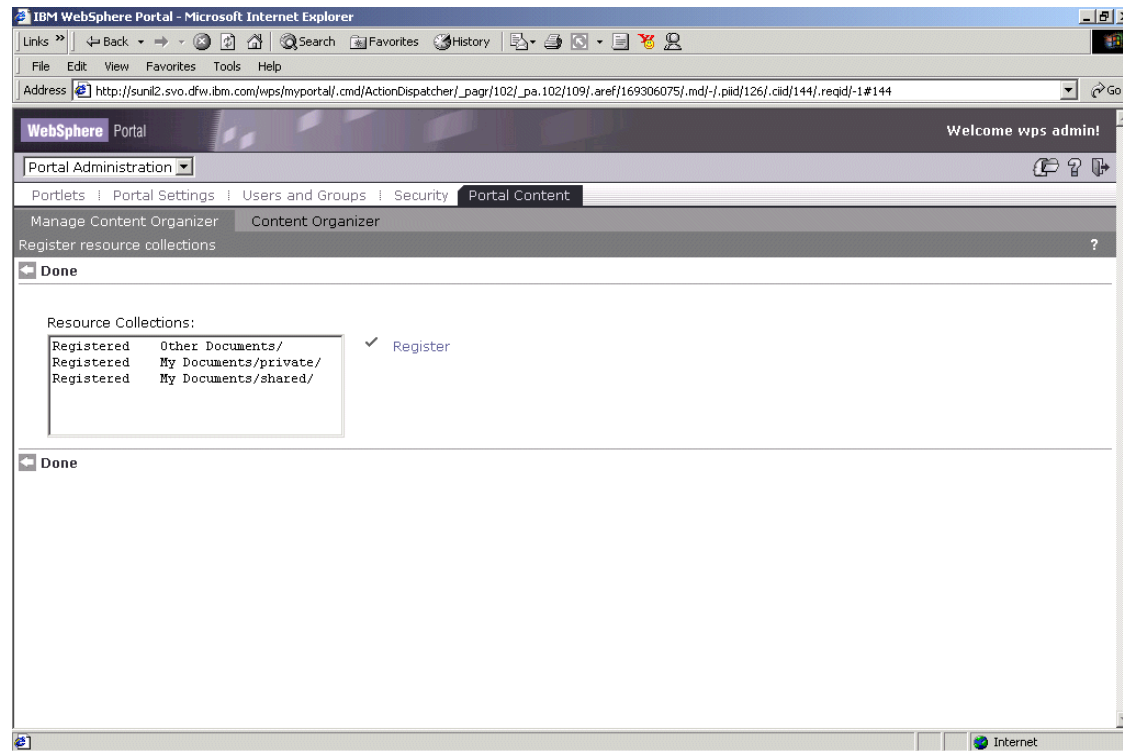 IBM WebSphere Portal - Microsoft Internet Explorer
Links » Back Search Favorites History
File Edit View Favorites Tools Help
Address http://sunil2.svo.dfw.ibm.com/wps/myportal/.cmd/ActionDispatcher/_pagr/102/_pa.102/109/.aref/169306075/.md/-/.piid/126/.ciid/144/.reqid/-1#144 Go
WebSphere Portal Welcome wps admin!
Portal Administration ?
Portlets Portal Settings Users and Groups Security Portal Content
Manage Content Organizer Content Organizer
Register resource collections ?
Done
Resource Collections:
Registered Other Documents/ Register
Registered My Documents/private/
Registered My Documents/shared/
Done
Internet